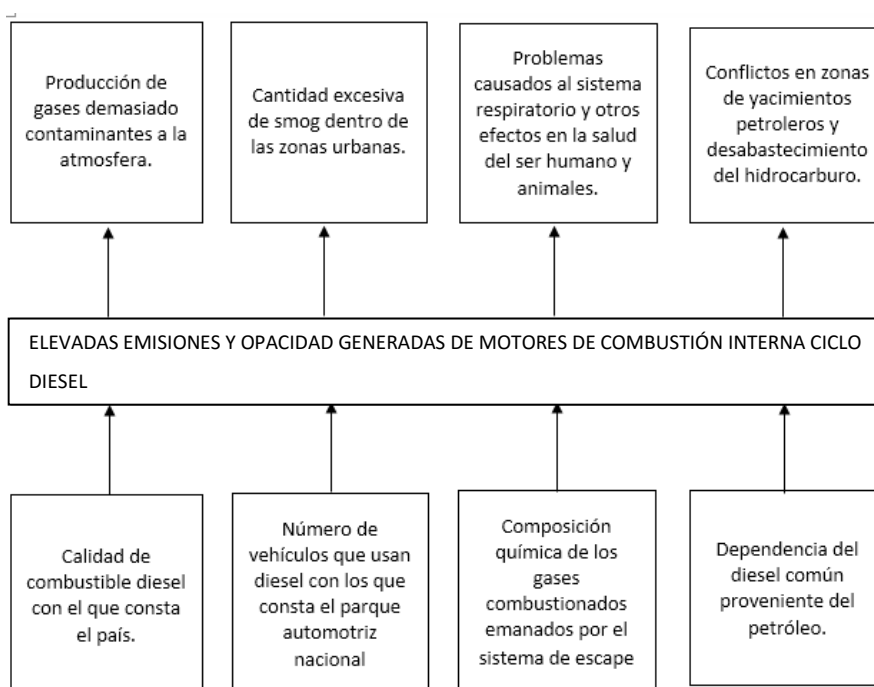 Producción de
gases demasiado
contaminantes a la
atmosfera.
Cantidad excesiva
de smog dentro de
las zonas urbanas.
Problemas
causados al sistema
respiratorio y otros
efectos en la salud
del ser humano y
animales.
Conflictos en zonas
de yacimientos
petroleros y
desabastecimiento
del hidrocarburo.
ELEVADAS EMISIONES Y OPACIDAD GENERADAS DE MOTORES DE COMBUSTIÓN INTERNA CICLO
DIESEL
Calidad de
combustible diesel
con el que consta
el país.
Número de
vehículos que usan
diesel con los que
consta el parque
automotriz
nacional
Composición
química de los
gases
combustionados
emanados por el
sistema de escape
Dependencia del
diesel común
proveniente del
petróleo.